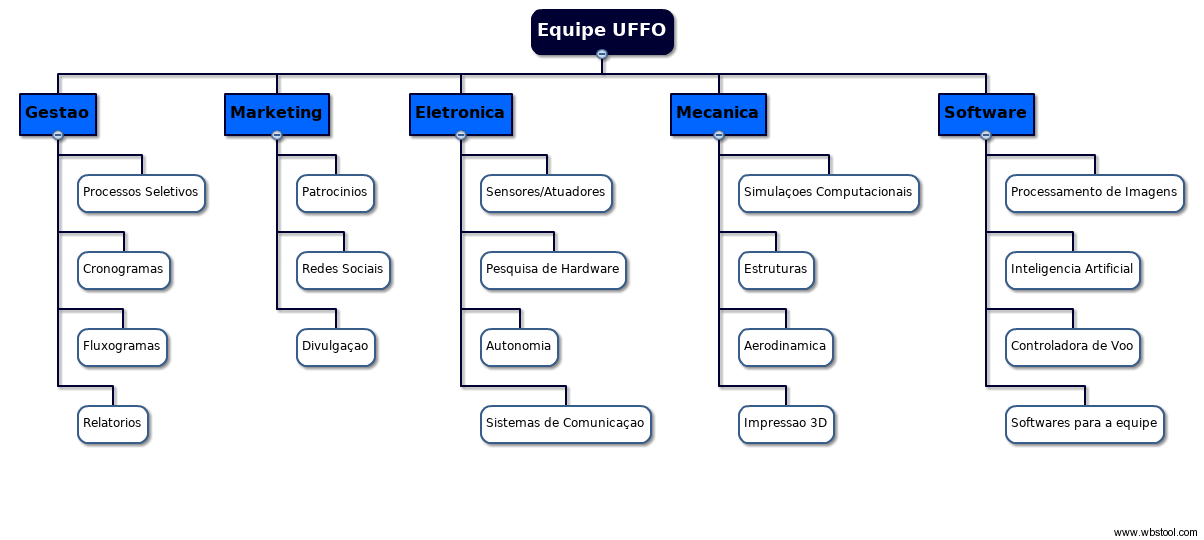 Equipe UFFO
Gestao
Marketing
Eletronica
Mecanica
Software
Processos Seletivos
Patrocinios
Sensores/Atuadores
Simulaçoes Computacionais
Processamento de Imagens
Cronogramas
Redes Sociais
Pesquisa de Hardware
Estruturas
Inteligencia Artificial
Fluxogramas
Divulgaçao
Autonomia
Aerodinamica
Controladora de Voo
Relatorios
Sistemas de Comunicaçao
Impressao 3D
Softwares para a equipe
www.wbstool.com